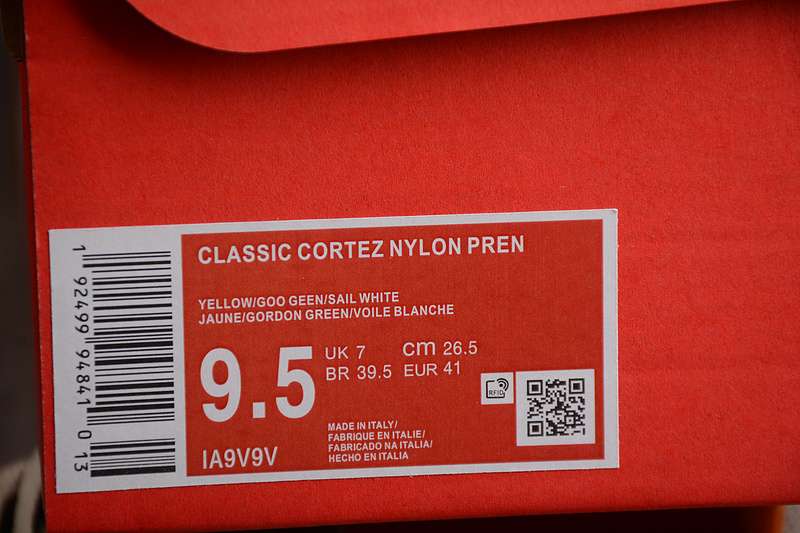 CLASSIC CORTEZ NYLON PREN
YELLOW/GOO GEEN/SAIL WHITE
JAUNE/GORDON GREEN/VOILE BLANCHE
9.5
UK 7 cm 26.5
BR 39.5 EUR 41
RFID
MADE IN ITALY/
FABRIQUE EN ITALIE/
FABRICADO NA ITALIA/
HECHO EN ITALIA
IA9V9V
1 92499 94841 0 13